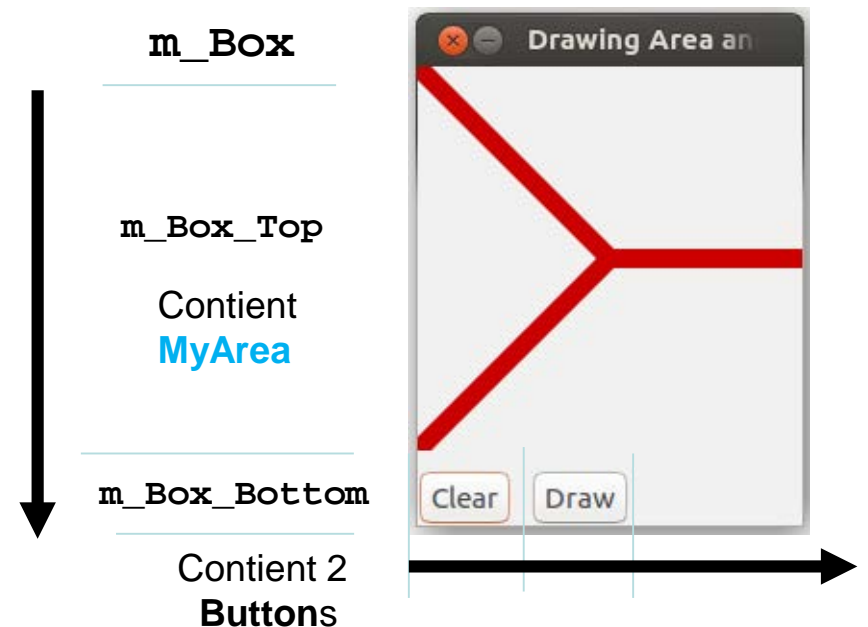 m_Box
Drawing Area an
m_Box_Top
Contient
MyArea
m_Box_Bottom
Clear
Draw
Contient 2
Buttons